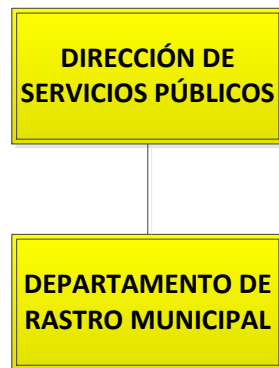 DIRECCIÓN DE
SERVICIOS PÚBLICOS
DEPARTAMENTO DE
RASTRO MUNICIPAL